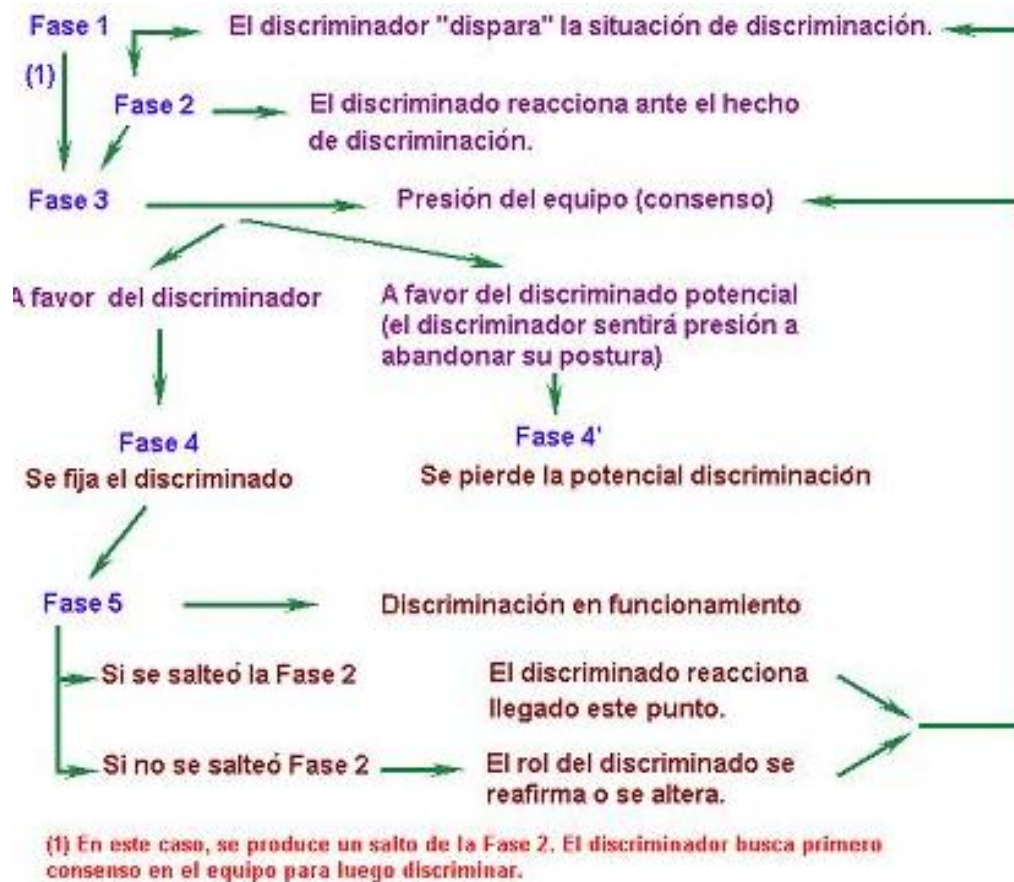 Fase 1
El discriminador "dispara" la situación de discriminación.
(1)
Fase 2
El discriminado reacciona ante el hecho
de discriminación.
Fase 3
Presión del equipo (consenso)
A favor del discriminador
A favor del discriminado potencial
(el discriminador sentirá presión a
abandonar su postura)
Fase 4
Se fija el discriminado
Fase 4'
Se pierde la potencial discriminación
Fase 5
Discriminación en funcionamiento
Si se salteó la Fase 2
El discriminado reacciona
llegado este punto.
Si no se salteó Fase 2
El rol del discriminado se
reafirma o se altera.
(1) En este caso, se produce un salto de la Fase 2. El discriminador busca primero
consenso en el equipo para luego discriminar.